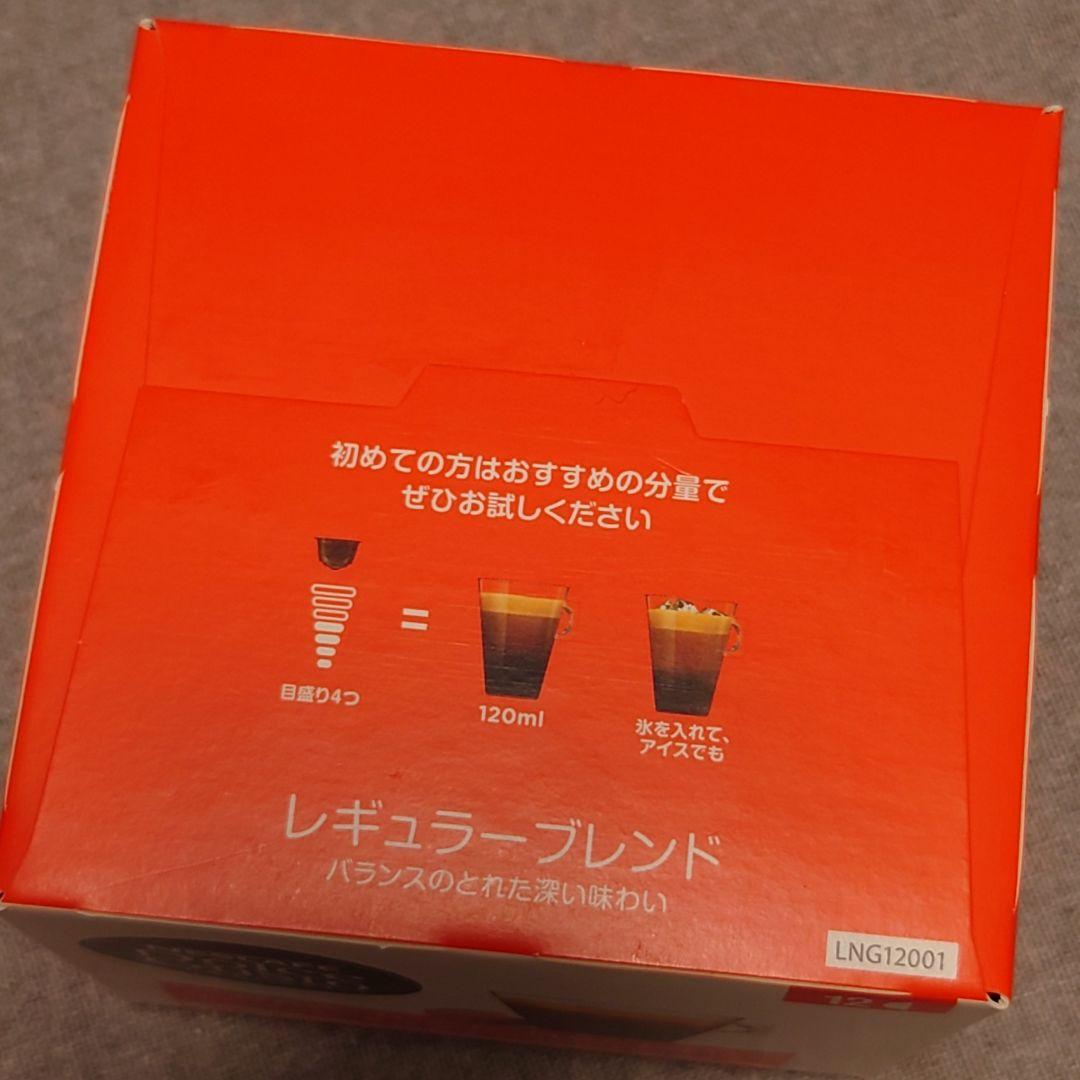 初めての方はおすすめの分量で
ぜひお試しください
=
目盛り4つ
120ml
氷を入れて、
アイスでも
レギュラーブレンド
バランスのとれた深い味わい
LNG12001
12